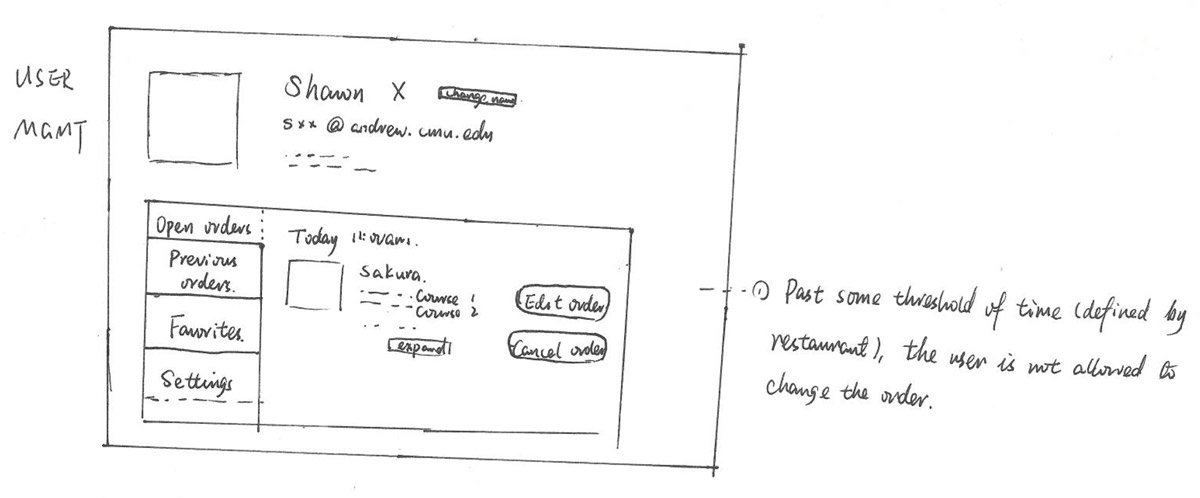 USER
MGMT
Shawn X
change name
sxx @ andrew.cmu.edu
Open orders
Previous
orders.
Favorites.
Settings
Today 11:00am.
Sakura.
Course 1
Course 2
expand
Edit order
Cancel order
① Past some threshold of time (defined by
restaurant), the user is not allowed to
change the order.